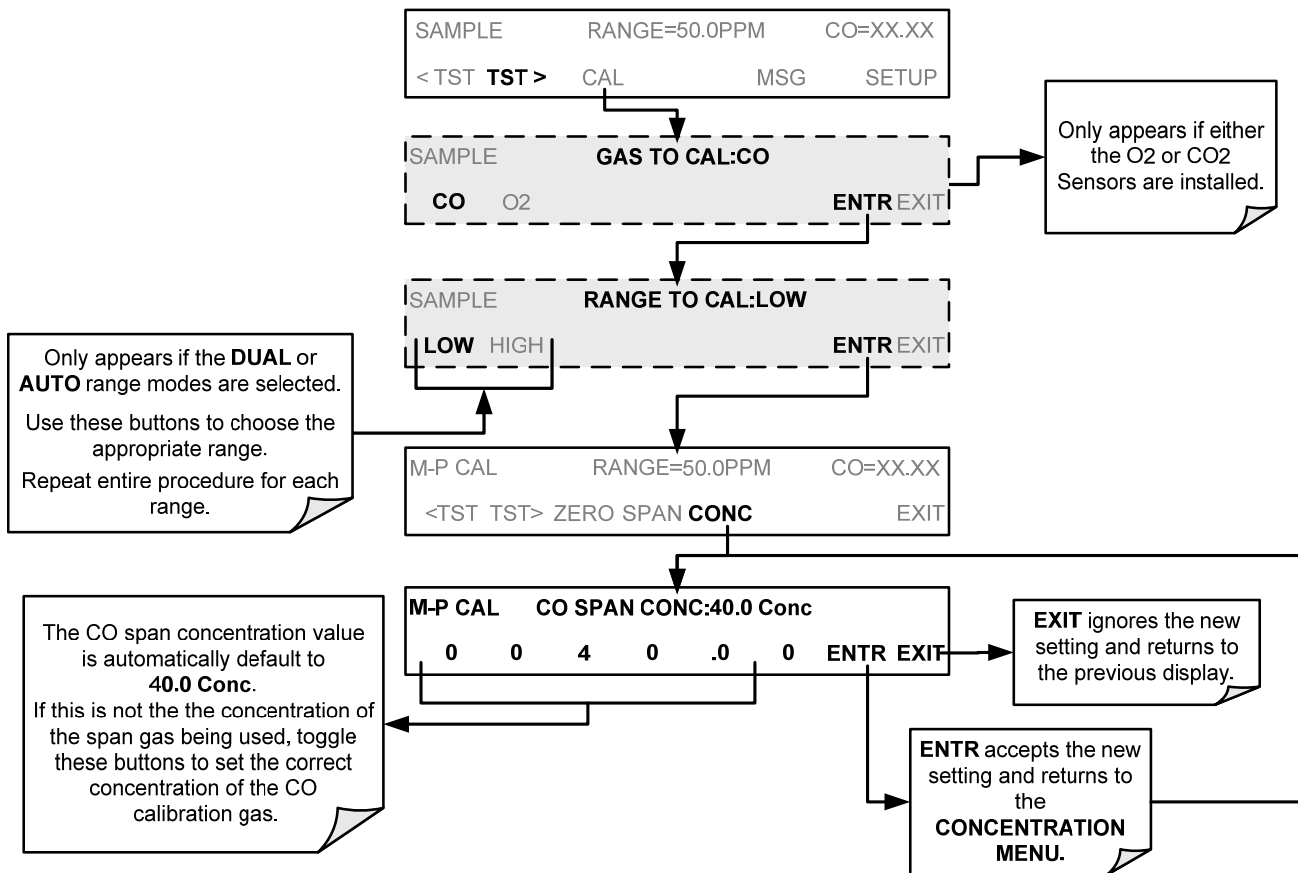 SAMPLE RANGE=50.0PPM CO=XX.XX
< TST TST > CAL MSG SETUP
Only appears if either
the O2 or CO2
Sensors are installed.
SAMPLE GAS TO CAL:CO
CO O2 ENTR EXIT
SAMPLE RANGE TO CAL:LOW
LOW HIGH ENTR EXIT
Only appears if the DUAL or
AUTO range modes are selected.
Use these buttons to choose the
appropriate range.
Repeat entire procedure for each
range.
M-P CAL RANGE=50.0PPM CO=XX.XX
<TST TST> ZERO SPAN CONC EXIT
M-P CAL CO SPAN CONC:40.0 Conc
0 0 4 0 .0 0 ENTR EXIT
The CO span concentration value
is automatically default to
40.0 Conc.
If this is not the the concentration of
the span gas being used, toggle
these buttons to set the correct
concentration of the CO
calibration gas.
EXIT ignores the new
setting and returns to
the previous display.
ENTR accepts the new
setting and returns to
the
CONCENTRATION
MENU.